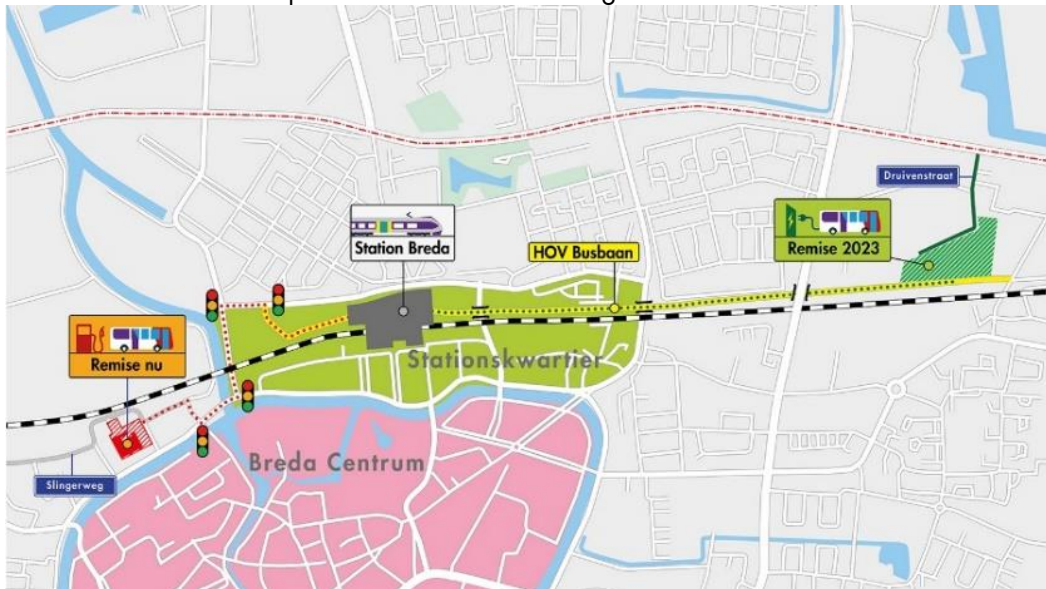 Druivenstraat
Station Breda
HOV Busbaan
Remise 2023
Remise nu
Stationskwartier
Breda Centrum
Slingerweg